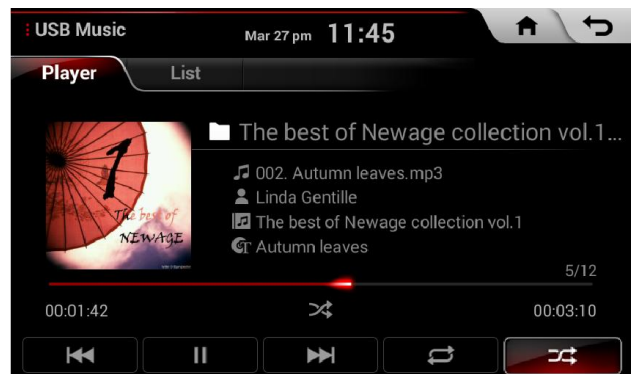 USB Music
Mar 27 pm 11:45
Player
List
The best of Newage collection vol.1...
002. Autumn leaves.mp3
Linda Gentille
The best of Newage collection vol.1
Autumn leaves
1
The best of
NEWAGE
5/12
00:01:42
00:03:10